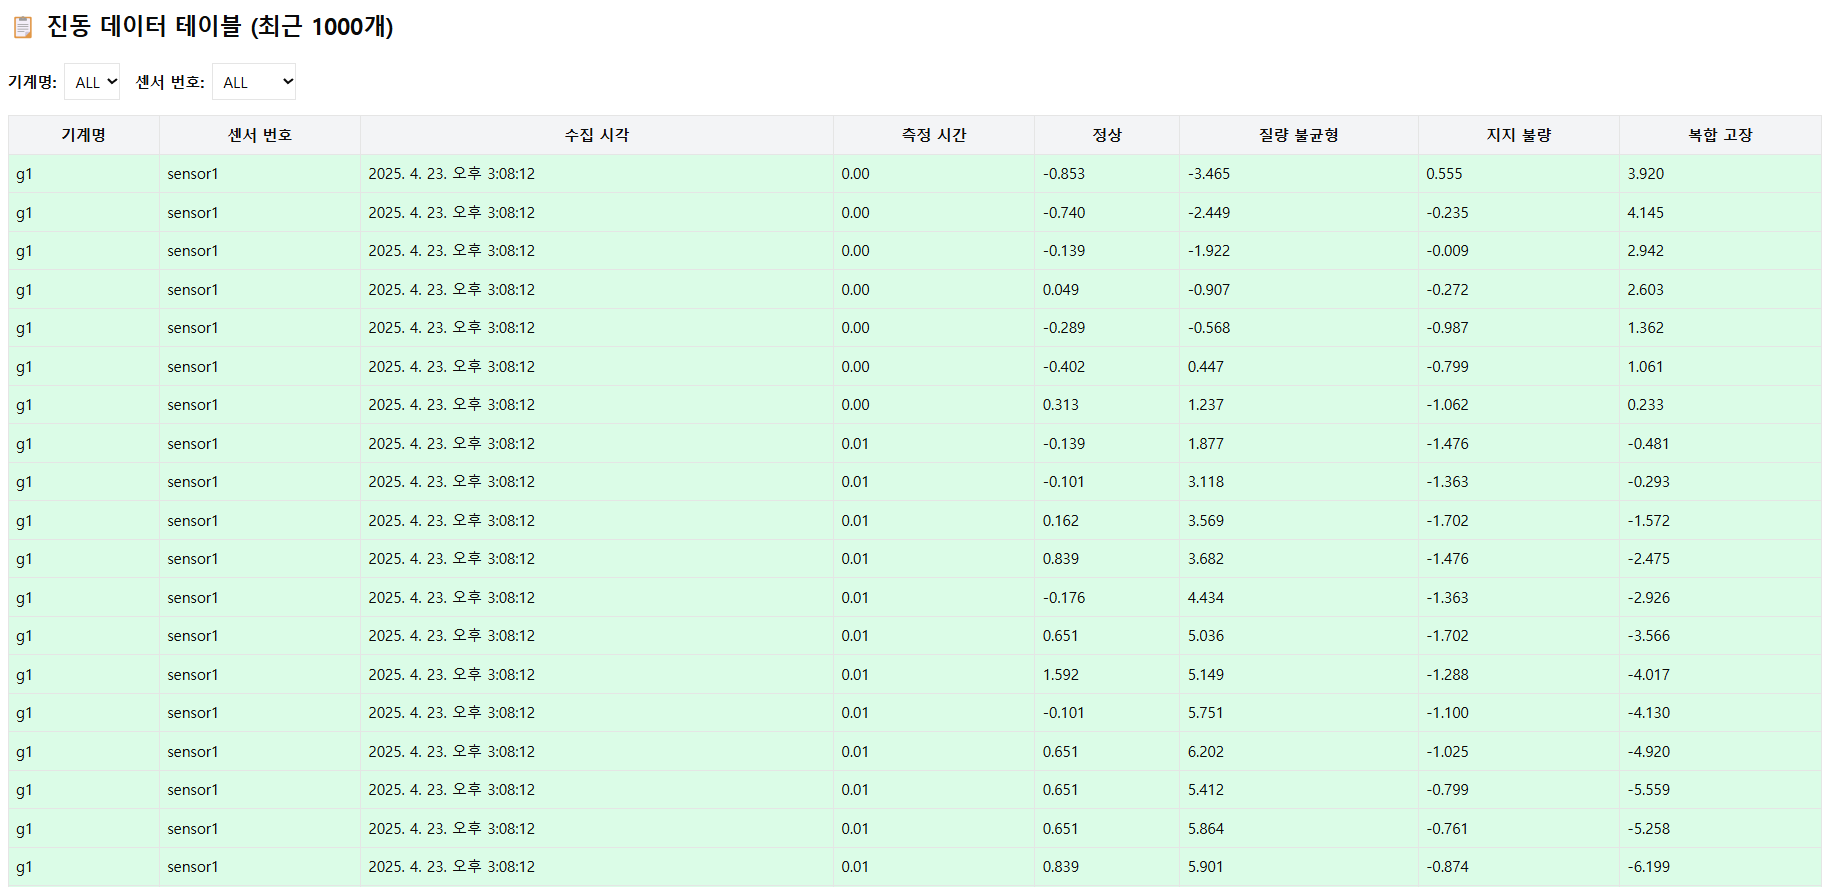 📋 진동 데이터 테이블 (최근 1000개)
기계명: ALL 센서 번호: ALL
기계명 센서 번호 수집 시각 측정 시간 정상 질량 불균형 지지 불량 복합 고장
g1 sensor1 2025. 4. 23. 오후 3:08:12 0.00 -0.853 -3.465 0.555 3.920
g1 sensor1 2025. 4. 23. 오후 3:08:12 0.00 -0.740 -2.449 -0.235 4.145
g1 sensor1 2025. 4. 23. 오후 3:08:12 0.00 -0.139 -1.922 -0.009 2.942
g1 sensor1 2025. 4. 23. 오후 3:08:12 0.00 0.049 -0.907 -0.272 2.603
g1 sensor1 2025. 4. 23. 오후 3:08:12 0.00 -0.289 -0.568 -0.987 1.362
g1 sensor1 2025. 4. 23. 오후 3:08:12 0.00 -0.402 0.447 -0.799 1.061
g1 sensor1 2025. 4. 23. 오후 3:08:12 0.00 0.313 1.237 -1.062 0.233
g1 sensor1 2025. 4. 23. 오후 3:08:12 0.01 -0.139 1.877 -1.476 -0.481
g1 sensor1 2025. 4. 23. 오후 3:08:12 0.01 -0.101 3.118 -1.363 -0.293
g1 sensor1 2025. 4. 23. 오후 3:08:12 0.01 0.162 3.569 -1.702 -1.572
g1 sensor1 2025. 4. 23. 오후 3:08:12 0.01 0.839 3.682 -1.476 -2.475
g1 sensor1 2025. 4. 23. 오후 3:08:12 0.01 -0.176 4.434 -1.363 -2.926
g1 sensor1 2025. 4. 23. 오후 3:08:12 0.01 0.651 5.036 -1.702 -3.566
g1 sensor1 2025. 4. 23. 오후 3:08:12 0.01 1.592 5.149 -1.288 -4.017
g1 sensor1 2025. 4. 23. 오후 3:08:12 0.01 -0.101 5.751 -1.100 -4.130
g1 sensor1 2025. 4. 23. 오후 3:08:12 0.01 0.651 6.202 -1.025 -4.920
g1 sensor1 2025. 4. 23. 오후 3:08:12 0.01 0.651 5.412 -0.799 -5.559
g1 sensor1 2025. 4. 23. 오후 3:08:12 0.01 0.651 5.864 -0.761 -5.258
g1 sensor1 2025. 4. 23. 오후 3:08:12 0.01 0.839 5.901 -0.874 -6.199